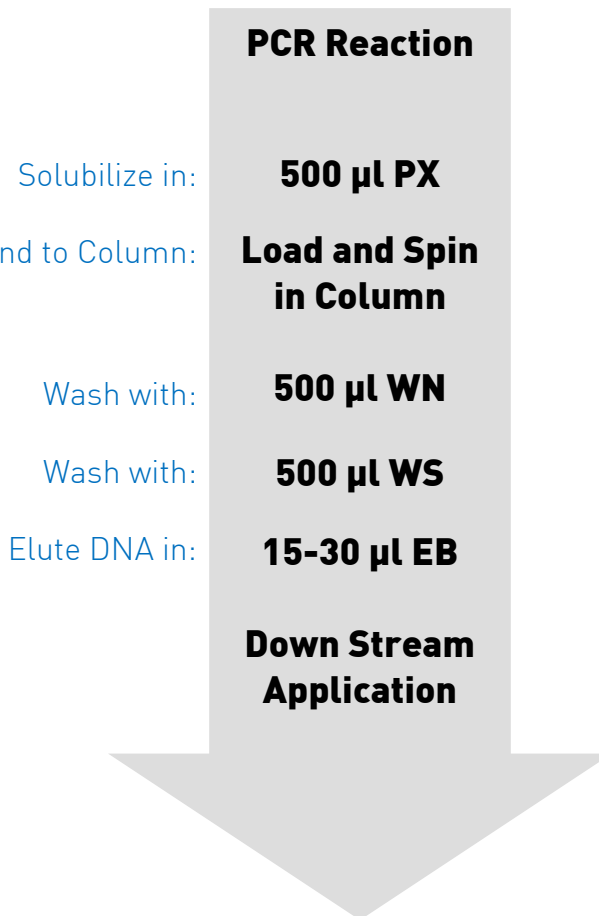 PCR Reaction
Solubilize in: 500 µl PX
nd to Column: Load and Spin
in Column
Wash with: 500 µl WN
Wash with: 500 µl WS
Elute DNA in: 15-30 µl EB
Down Stream
Application